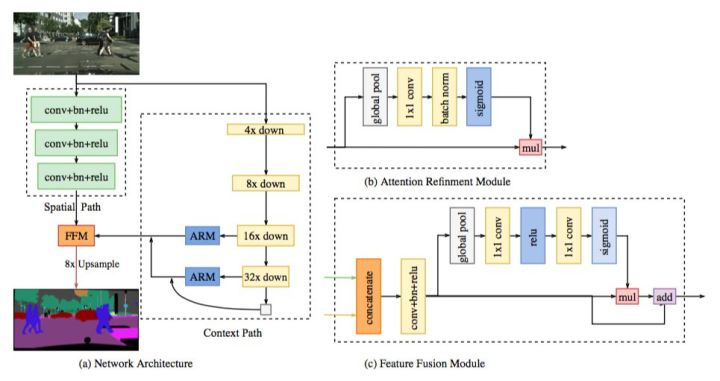 conv+bn+relu
conv+bn+relu
conv+bn+relu
Spatial Path
FFM
8x Upsample
4x down
8x down
ARM
16x down
ARM
32x down
Context Path
(a) Network Architecture
global pool
1x1 conv
batch norm
sigmoid
mul
(b) Attention Refinment Module
concatenate
conv+bn+relu
global pool
1x1 conv
relu
1x1 conv
sigmoid
mul
add
(c) Feature Fusion Module